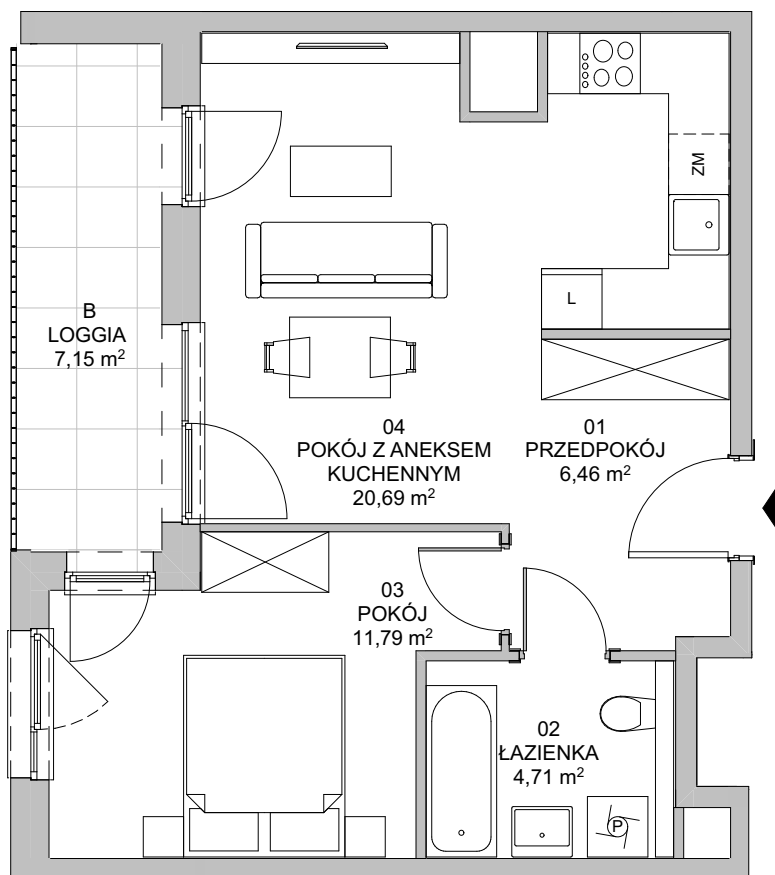 ZM
L
B
LOGGIA
7,15 m²
04
POKÓJ Z ANEKSEM
KUCHENNYM
20,69 m²
01
PRZEDPOKÓJ
6,46 m²
03
POKÓJ
11,79 m²
02
ŁAZIENKA
4,71 m²
P